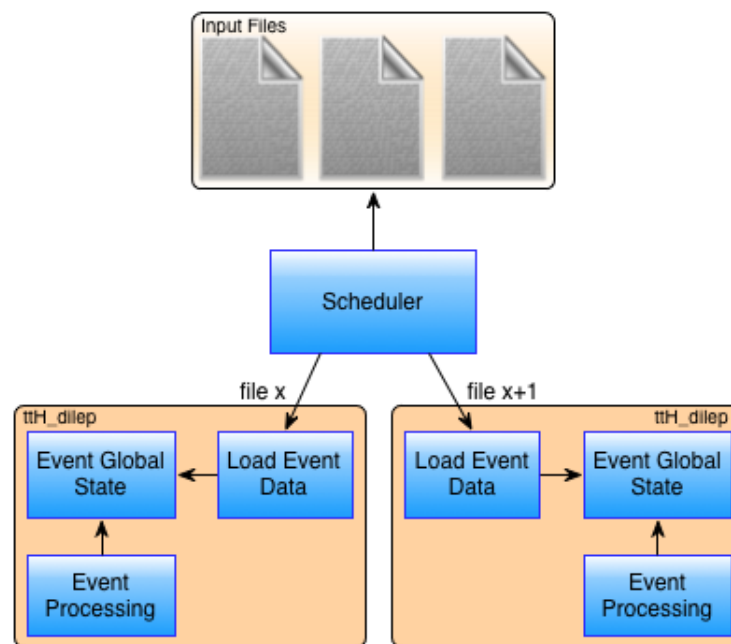 Input Files
Scheduler
file x
file x+1
ttH_dilep
ttH_dilep
Event Global
State
Load Event
Data
Load Event
Data
Event Global
State
Event
Processing
Event
Processing